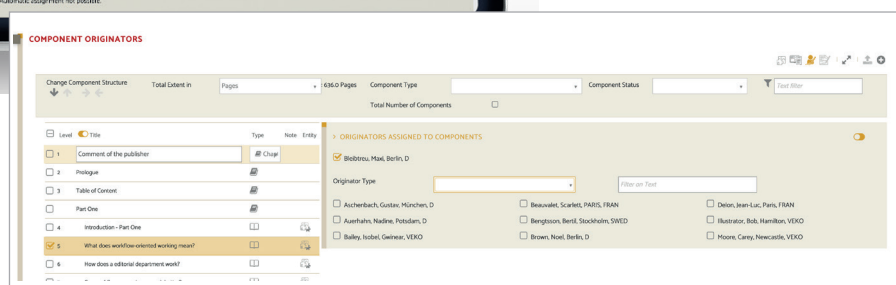 Automatic assignment not possible.
COMPONENT ORIGINATORS
Change Component Structure
Total Extent in
Pages
: 636.0 Pages
Component Type
Component Status
Text filter
Total Number of Components
Level Title Type Note Entity
1 Comment of the publisher Chapt
2 Prologue
3 Table of Content
Part One
4 Introduction - Part One
5 What does workflow-oriented working mean?
6 How does a editorial department work?
> ORIGINATORS ASSIGNED TO COMPONENTS
Bleibtreu, Maxi, Berlin, D
Originator Type
Filter on Text
Aschenbach, Gustav, München, D
Beauvalet, Scarlett, PARIS, FRAN
Delon, Jean-Luc, Paris, FRAN
Auerhahn, Nadine, Potsdam, D
Bengtsson, Bertil, Stockholm, SWED
Illustrator, Bob, Hamilton, VEKO
Bailey, Isobel, Gwinear, VEKO
Brown, Noel, Berlin, D
Moore, Carey, Newcastle, VEKO